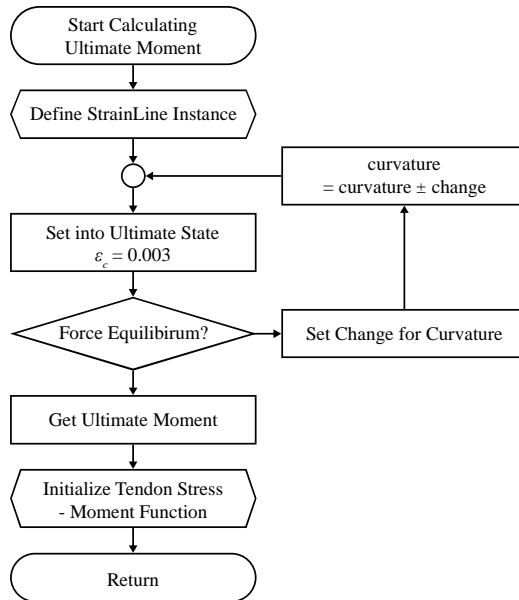 Start Calculating
Ultimate Moment
Define StrainLine Instance
curvature
= curvature ± change
Set into Ultimate State
ε_c = 0.003
Force Equilibirum?
Set Change for Curvature
Get Ultimate Moment
Initialize Tendon Stress
- Moment Function
Return